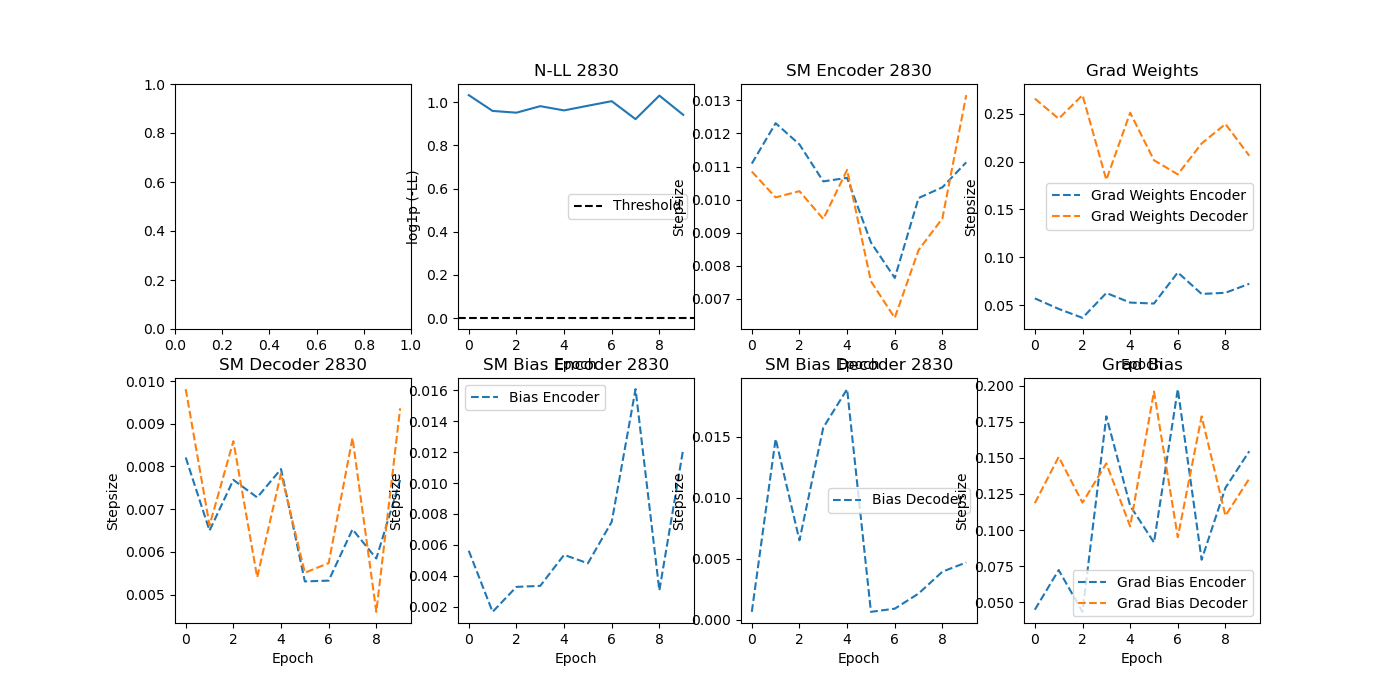 N-LL 2830
SM Encoder 2830
Grad Weights
1.0
0.8
0.6
0.4
0.2
0.0
0.0 0.2 0.4 0.6 0.8 1.0
log1p (-LL)
1.0
0.8
0.6
0.4
0.2
0.0
Threshold
0 2 4 6 8
Epoch
Stepsize
0.013
0.012
0.011
0.010
0.009
0.008
0.007
0 2 4 6 8
Epoch
Stepsize
0.25
0.20
0.15
0.10
0.05
Grad Weights Encoder
Grad Weights Decoder
0 2 4 6 8
Epoch
SM Decoder 2830
SM Bias Encoder 2830
SM Bias Decoder 2830
Grad Bias
Stepsize
0.010
0.009
0.008
0.007
0.006
0.005
0 2 4 6 8
Epoch
Stepsize
0.016
0.014
0.012
0.010
0.008
0.006
0.004
0.002
Bias Encoder
0 2 4 6 8
Epoch
Stepsize
0.015
0.010
0.005
0.000
Bias Decoder
0 2 4 6 8
Epoch
Stepsize
0.200
0.175
0.150
0.125
0.100
0.075
0.050
Grad Bias Encoder
Grad Bias Decoder
0 2 4 6 8
Epoch